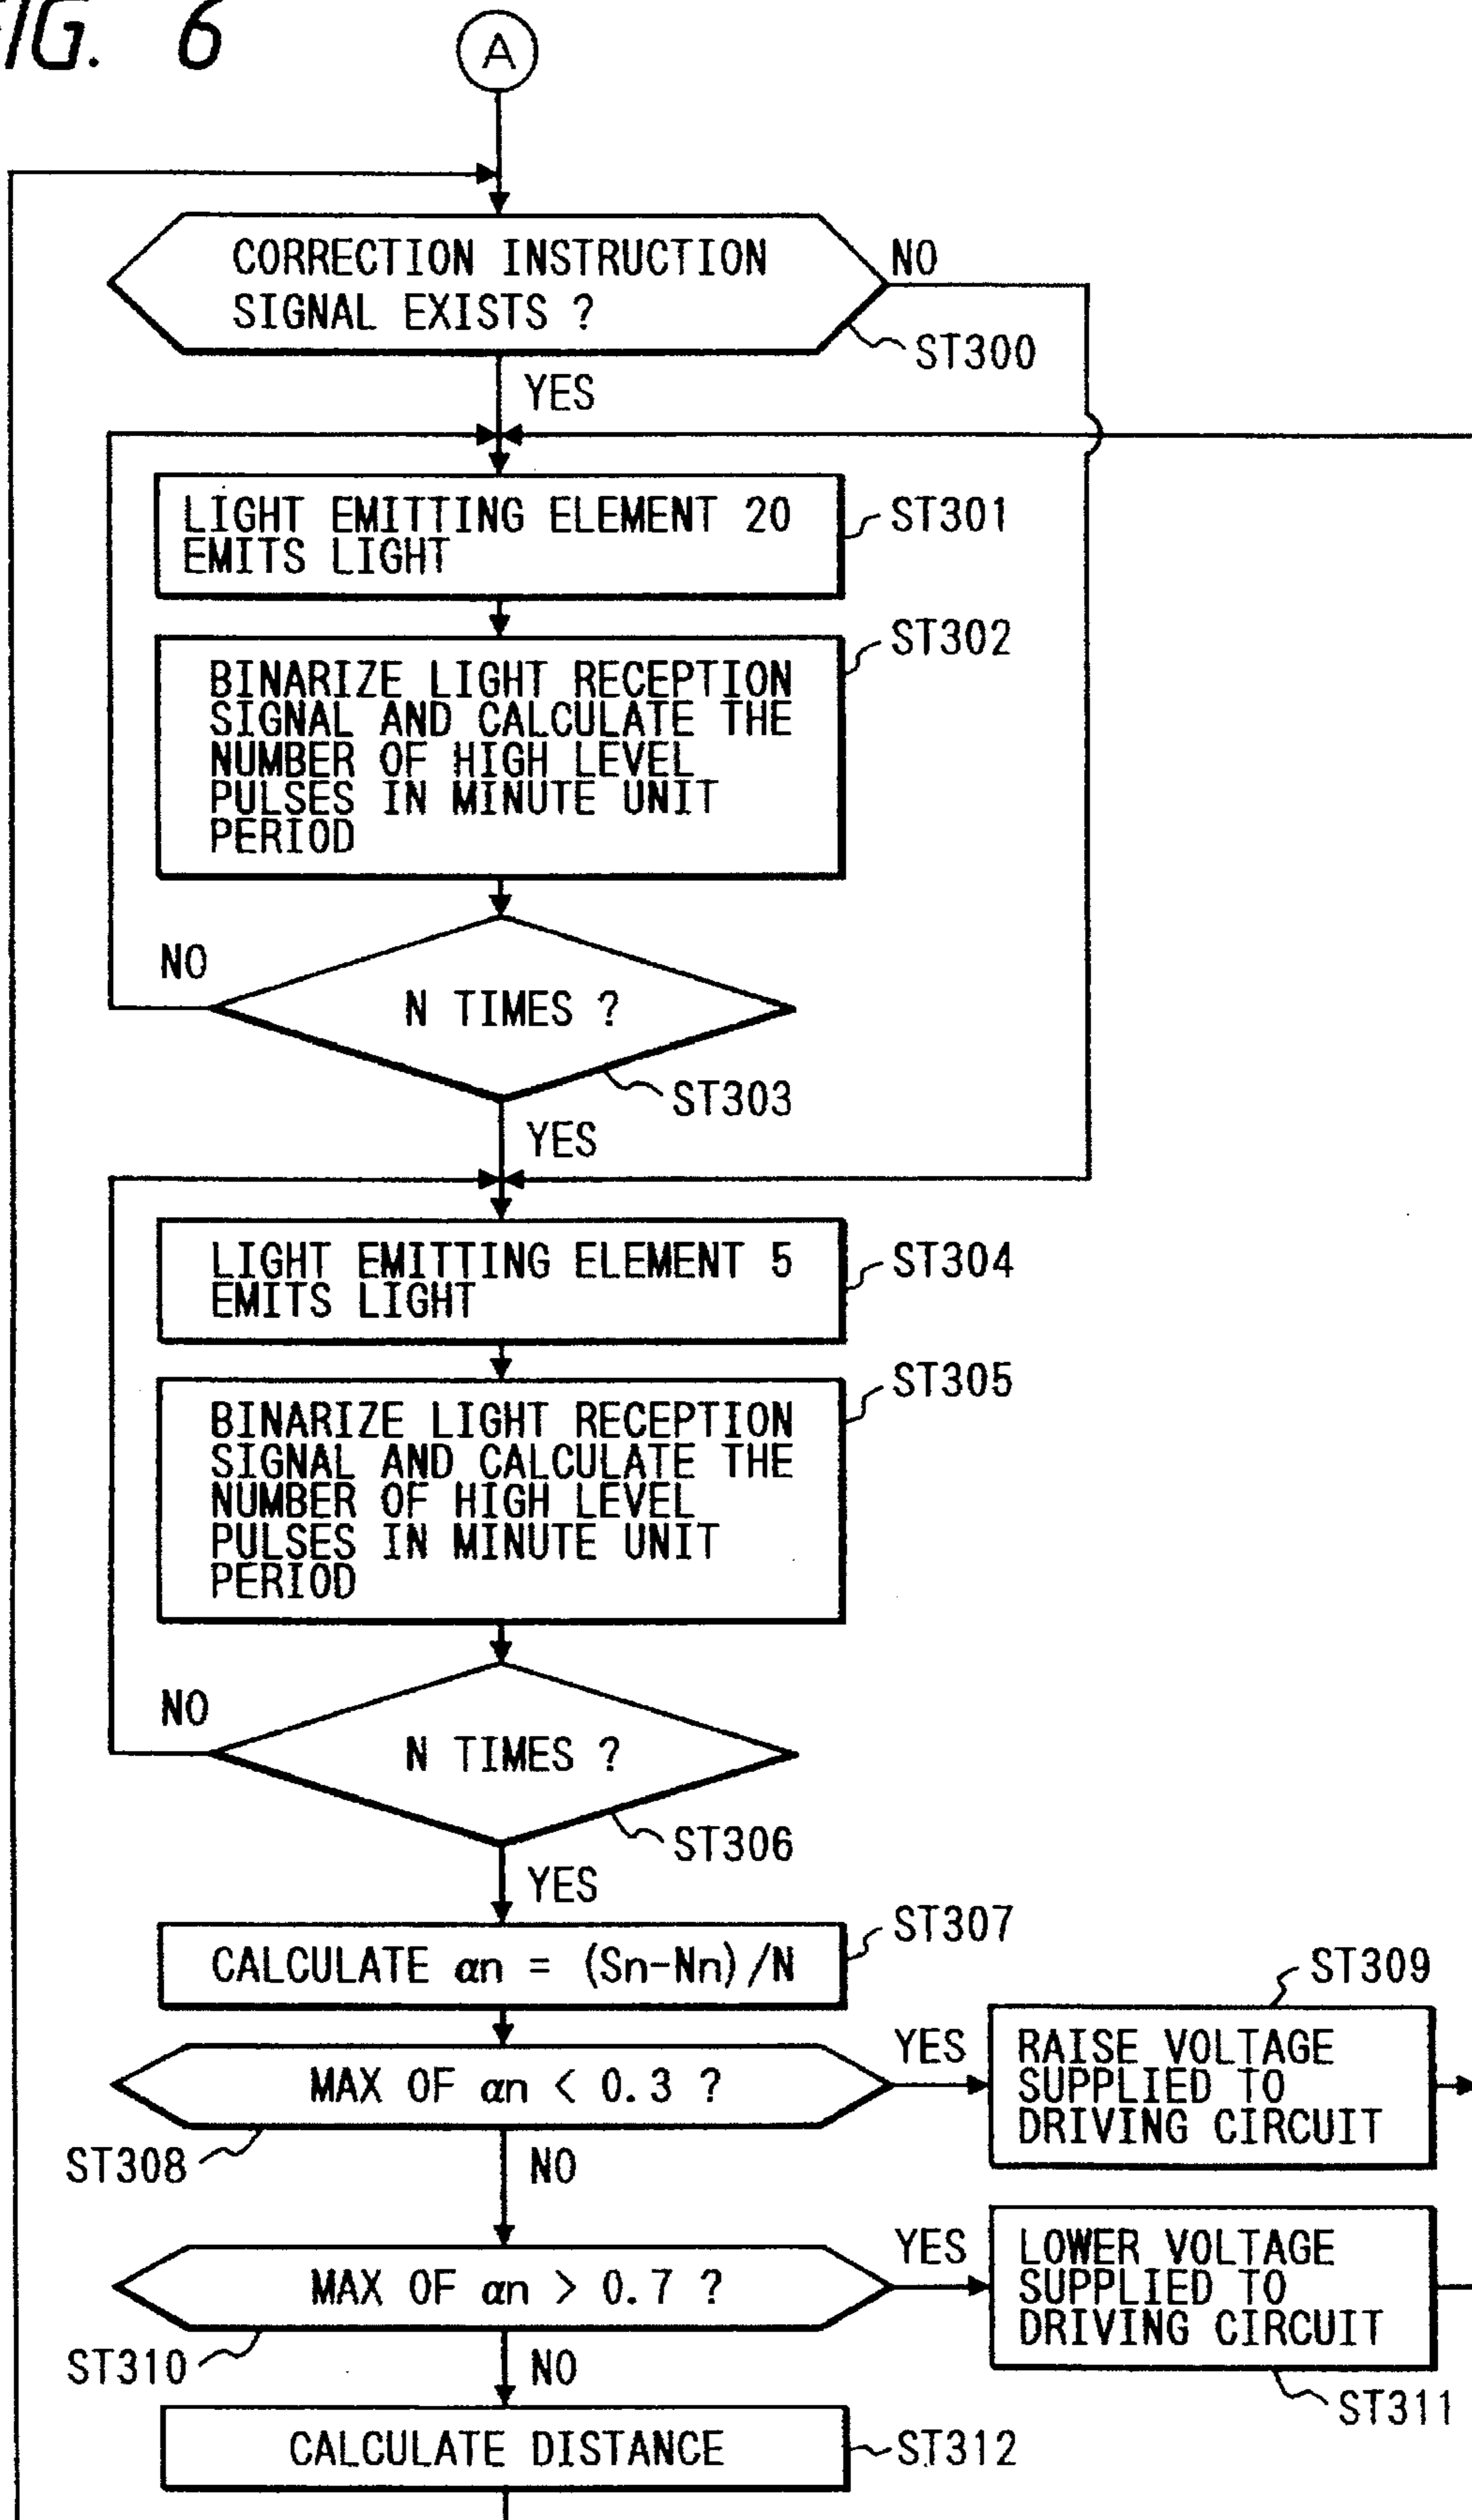 FIG. 6
A
CORRECTION INSTRUCTION
SIGNAL EXISTS ?
NO
ST300
YES
LIGHT EMITTING ELEMENT 20
EMITS LIGHT
ST301
ST302
BINARIZE LIGHT RECEPTION
SIGNAL AND CALCULATE THE
NUMBER OF HIGH LEVEL
PULSES IN MINUTE UNIT
PERIOD
NO
N TIMES ?
ST303
YES
LIGHT EMITTING ELEMENT 5
EMITS LIGHT
ST304
ST305
BINARIZE LIGHT RECEPTION
SIGNAL AND CALCULATE THE
NUMBER OF HIGH LEVEL
PULSES IN MINUTE UNIT
PERIOD
NO
N TIMES ?
ST306
YES
ST307
CALCULATE αn = (Sn-Nn)/N
ST309
MAX OF αn < 0.3 ?
YES
RAISE VOLTAGE
SUPPLIED TO
DRIVING CIRCUIT
ST308
NO
MAX OF αn > 0.7 ?
YES
LOWER VOLTAGE
SUPPLIED TO
DRIVING CIRCUIT
ST310
NO
ST311
CALCULATE DISTANCE
ST312